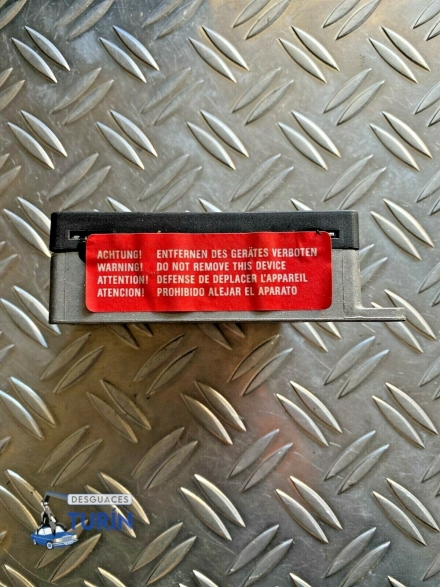 ACHTUNG! ENTFERNEN DES GERÄTES VERBOTEN
WARNING! DO NOT REMOVE THIS DEVICE
ATTENTION! DEFENSE DE DEPLACER L'APPAREIL
ATENCION! PROHIBIDO ALEJAR EL APARATO
DESGUACES
TURÍN